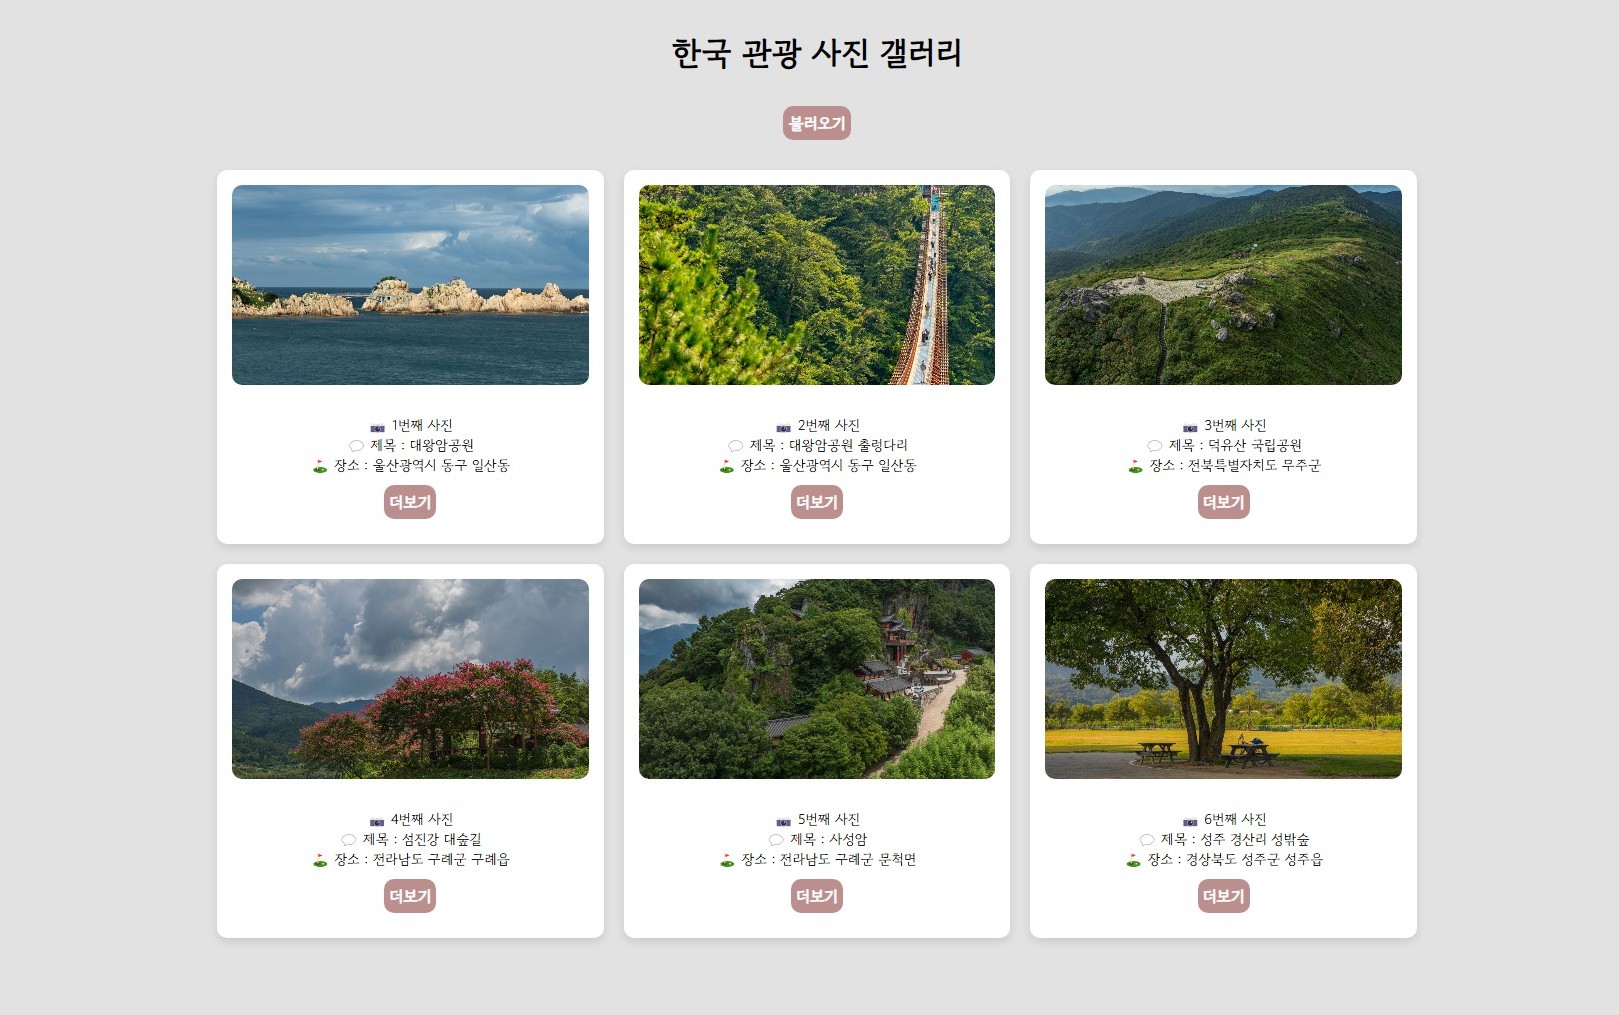 한국 관광 사진 갤러리
불러오기
📷 1번째 사진
💬 제목 : 대왕암공원
⛳ 장소 : 울산광역시 동구 일산동
더보기
📷 2번째 사진
💬 제목 : 대왕암공원 출렁다리
⛳ 장소 : 울산광역시 동구 일산동
더보기
📷 3번째 사진
💬 제목 : 덕유산 국립공원
⛳ 장소 : 전북특별자치도 무주군
더보기
📷 4번째 사진
💬 제목 : 섬진강 대숲길
⛳ 장소 : 전라남도 구례군 구례읍
더보기
📷 5번째 사진
💬 제목 : 사성암
⛳ 장소 : 전라남도 구례군 문척면
더보기
📷 6번째 사진
💬 제목 : 성주 경산리 성밖숲
⛳ 장소 : 경상북도 성주군 성주읍
더보기